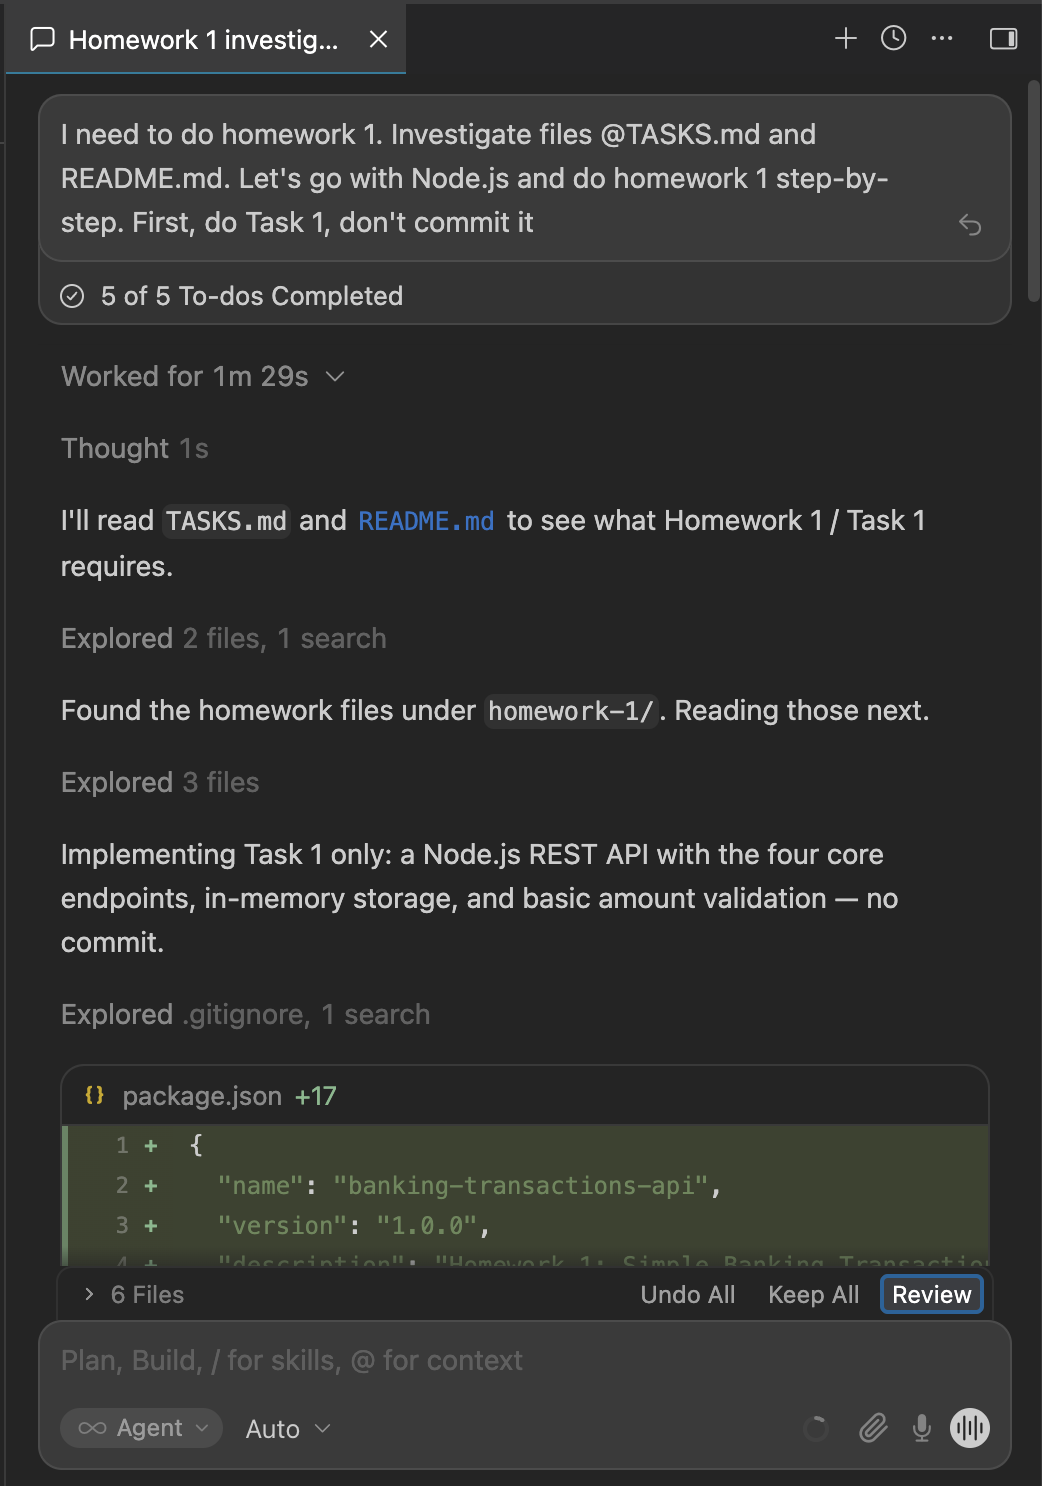 Homework 1 investig...
I need to do homework 1. Investigate files @TASKS.md and
README.md. Let's go with Node.js and do homework 1 step-by-
step. First, do Task 1, don't commit it
5 of 5 To-dos Completed
Worked for 1m 29s
Thought 1s
I'll read TASKS.md and README.md to see what Homework 1 / Task 1
requires.
Explored 2 files, 1 search
Found the homework files under homework-1/. Reading those next.
Explored 3 files
Implementing Task 1 only: a Node.js REST API with the four core
endpoints, in-memory storage, and basic amount validation — no
commit.
Explored .gitignore, 1 search
{} package.json +17
1 + {
2 + "name": "banking-transactions-api",
3 + "version": "1.0.0",
4 + "description": "Homework 1: Simple Banking Transactio
6 Files Undo All Keep All Review
Plan, Build, / for skills, @ for context
Agent Auto